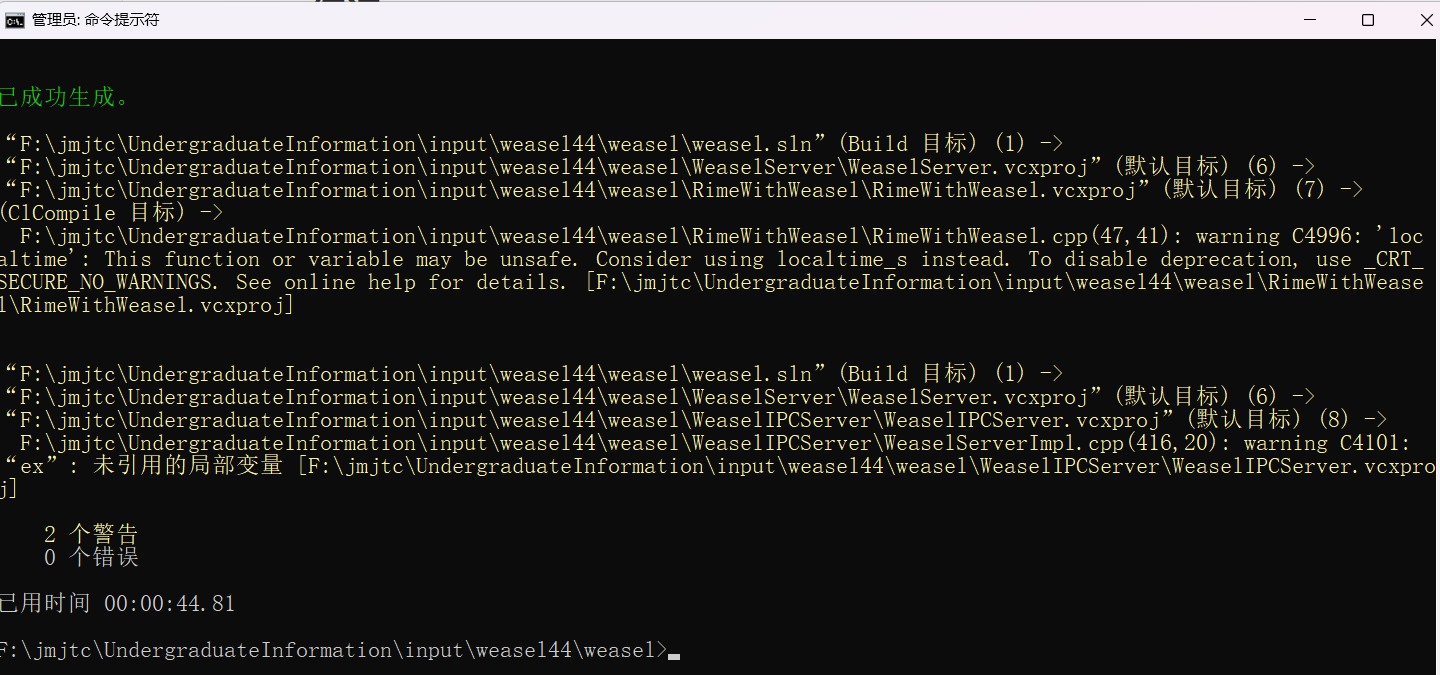 管理员: 命令提示符
已成功生成。
“F:\jmjtc\UndergraduateInformation\input\weasel44\weasel\weasel.sln”(Build 目标) (1) ->
“F:\jmjtc\UndergraduateInformation\input\weasel44\weasel\WeaselServer\WeaselServer.vcxproj”(默认目标) (6) ->
“F:\jmjtc\UndergraduateInformation\input\weasel44\weasel\RimeWithWeasel\RimeWithWeasel.vcxproj”(默认目标) (7) ->
(ClCompile 目标) ->
F:\jmjtc\UndergraduateInformation\input\weasel44\weasel\RimeWithWeasel\RimeWithWeasel.cpp(47,41): warning C4996: 'loc
altime': This function or variable may be unsafe. Consider using localtime_s instead. To disable deprecation, use _CRT_
SECURE_NO_WARNINGS. See online help for details. [F:\jmjtc\UndergraduateInformation\input\weasel44\weasel\RimeWithWease
l\RimeWithWeasel.vcxproj]
“F:\jmjtc\UndergraduateInformation\input\weasel44\weasel\weasel.sln”(Build 目标) (1) ->
“F:\jmjtc\UndergraduateInformation\input\weasel44\weasel\WeaselServer\WeaselServer.vcxproj”(默认目标) (6) ->
“F:\jmjtc\UndergraduateInformation\input\weasel44\weasel\WeaselIPCServer\WeaselIPCServer.vcxproj”(默认目标) (8) ->
F:\jmjtc\UndergraduateInformation\input\weasel44\weasel\WeaselIPCServer\WeaselServerImpl.cpp(416,20): warning C4101:
“ex”: 未引用的局部变量 [F:\jmjtc\UndergraduateInformation\input\weasel44\weasel\WeaselIPCServer\WeaselIPCServer.vcxpro
j]
2 个警告
0 个错误
已用时间 00:00:44.81
F:\jmjtc\UndergraduateInformation\input\weasel44\weasel>